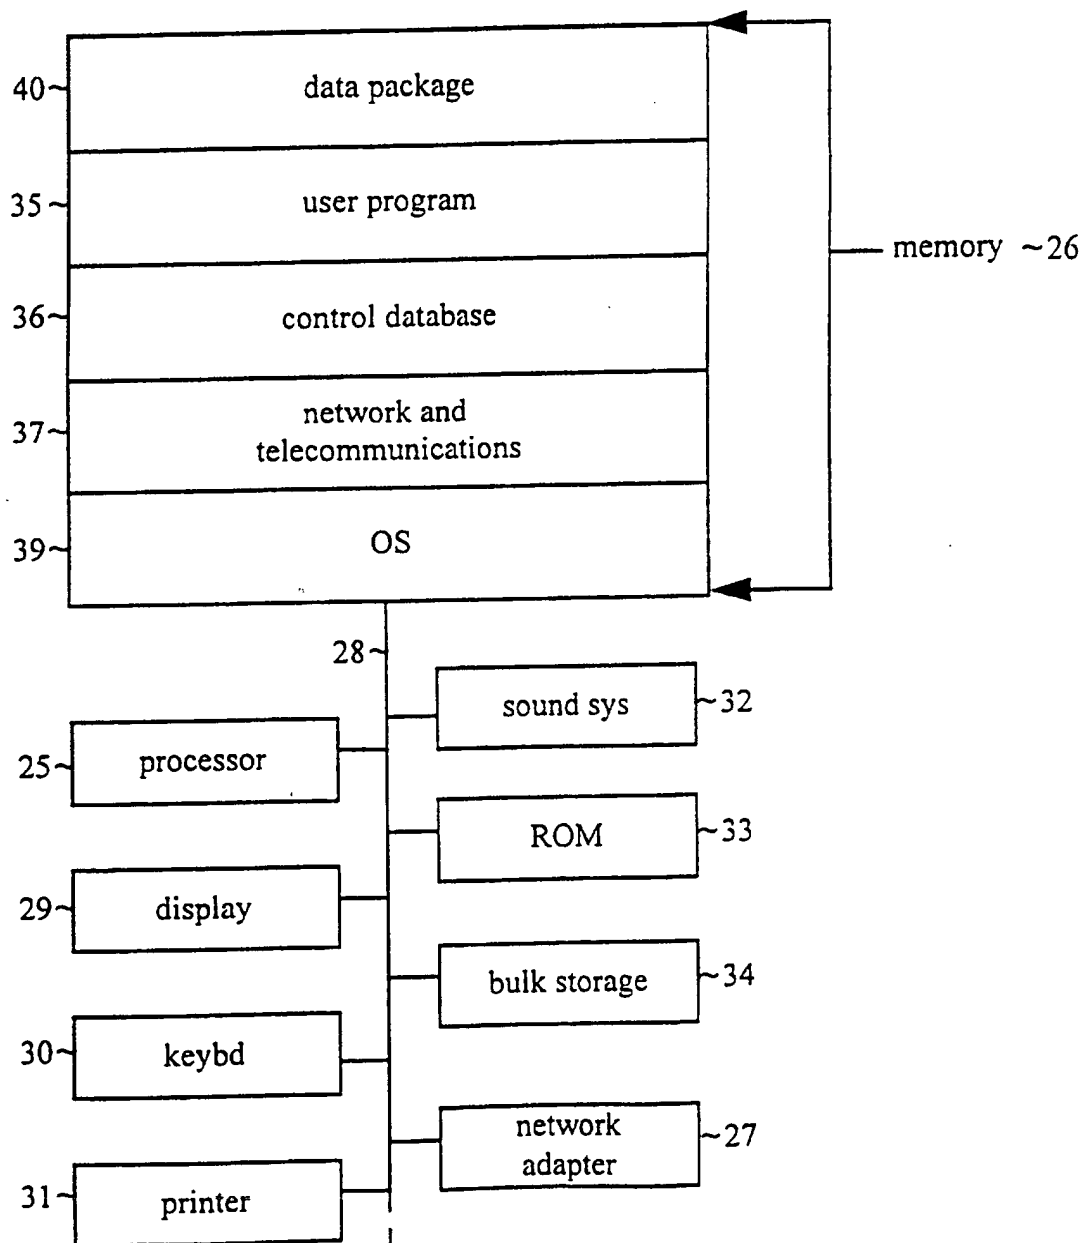 40~ data package
35~ user program
memory ~26
36~ control database
37~ network and
telecommunications
39~ OS
28~
sound sys ~32
25~ processor
ROM ~33
29~ display
bulk storage ~34
30~ keybd
network
adapter ~27
31~ printer